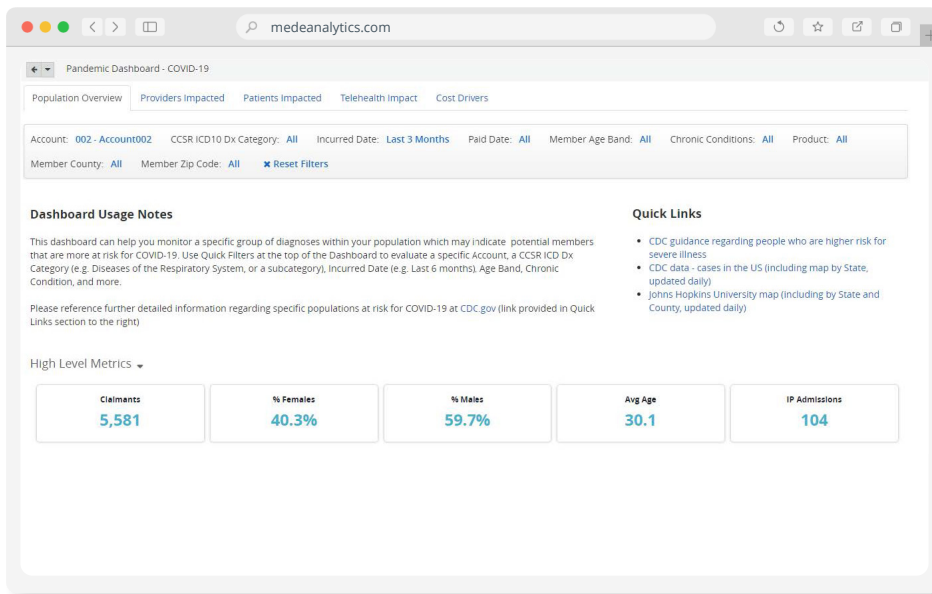 medeanalytics.com
Pandemic Dashboard - COVID-19
Population Overview Providers Impacted Patients Impacted Telehealth Impact Cost Drivers
Account: 002 - Account002 CCSR ICD10 Dx Category: All Incurred Date: Last 3 Months Paid Date: All Member Age Band: All Chronic Conditions: All Product: All
Member County: All Member Zip Code: All ✖ Reset Filters
Dashboard Usage Notes
This dashboard can help you monitor a specific group of diagnoses within your population which may indicate potential members
that are more at risk for COVID-19. Use Quick Filters at the top of the Dashboard to evaluate a specific Account, a CCSR ICD Dx
Category (e.g. Diseases of the Respiratory System, or a subcategory), Incurred Date (e.g. Last 6 months), Age Band, Chronic
Condition, and more.
Please reference further detailed information regarding specific populations at risk for COVID-19 at CDC.gov (link provided in Quick
Links section to the right)
Quick Links
• CDC guidance regarding people who are higher risk for
severe illness
• CDC data - cases in the US (including map by State,
updated daily)
• Johns Hopkins University map (including by State and
County, updated daily)
High Level Metrics
Claimants
5,581
% Females
40.3%
% Males
59.7%
Avg Age
30.1
IP Admissions
104